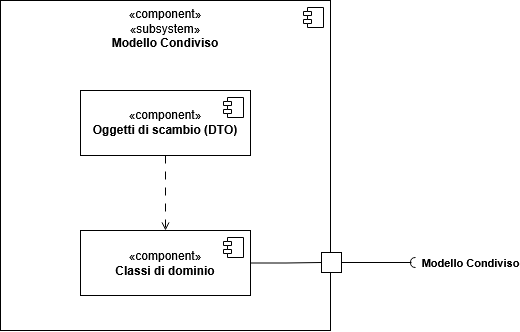 «component»
«subsystem»
Modello Condiviso
«component»
Oggetti di scambio (DTO)
«component»
Classi di dominio
Modello Condiviso